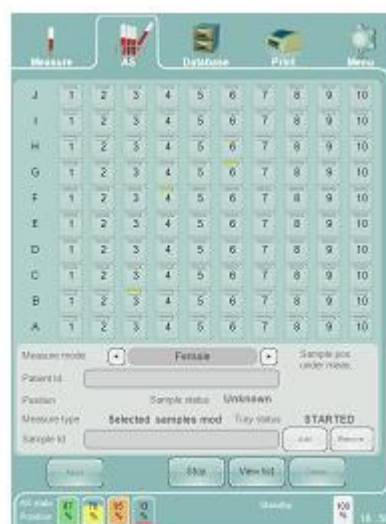 Measure AS Database Print Menu
J 1 2 3 4 5 6 7 8 9 10
I 1 2 3 4 5 6 7 8 9 10
H 1 2 3 4 5 6 7 8 9 10
G 1 2 3 4 5 6 7 8 9 10
F 1 2 3 4 5 6 7 8 9 10
E 1 2 3 4 5 6 7 8 9 10
D 1 2 3 4 5 6 7 8 9 10
C 1 2 3 4 5 6 7 8 9 10
B 1 2 3 4 5 6 7 8 9 10
A 1 2 3 4 5 6 7 8 9 10
Measure mode Female Sample pos.
under meas.
Patient Id
Position Sample status Unknown
Measure type Selected samples mod Tray status STARTED
Sample Id Add Remove
Stop View list
87 % 78 % 95 % % Standby 100 %